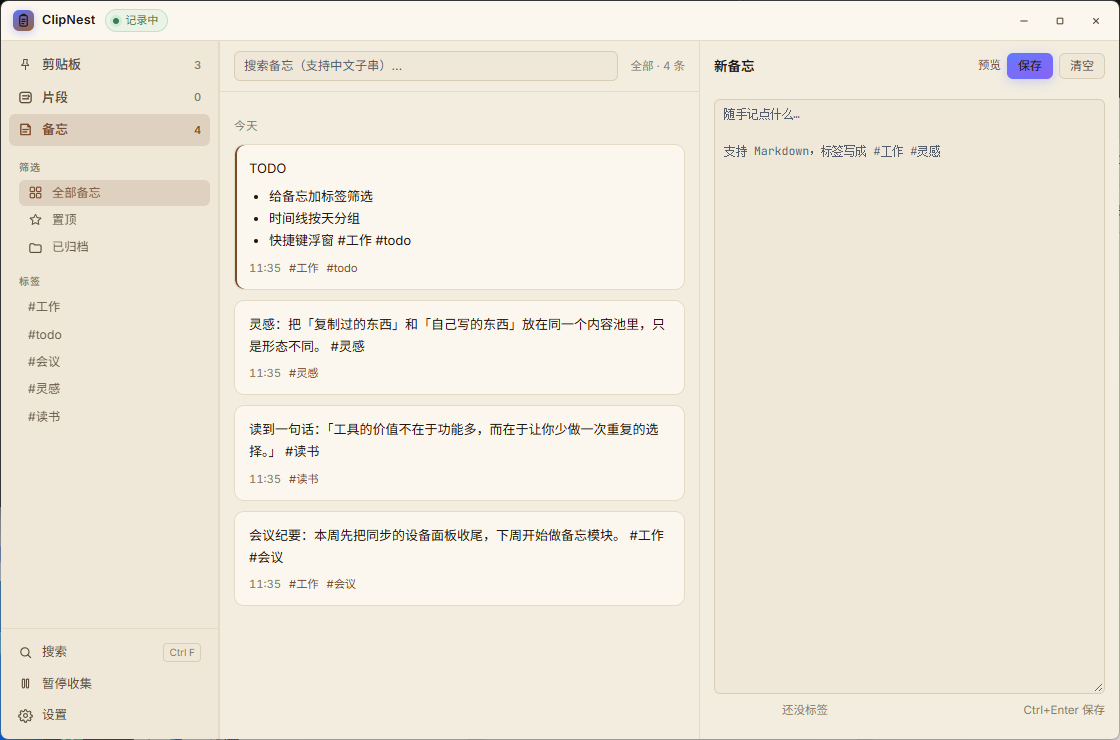 ClipNest 记录中
剪贴板 3
片段 0
备忘 4
筛选
全部备忘
置顶
已归档
标签
#工作
#todo
#会议
#灵感
#读书
搜索 Ctrl F
暂停收集
设置
搜索备忘（支持中文子串）... 全部 · 4 条
今天
TODO
给备忘加标签筛选
时间线按天分组
快捷键浮窗 #工作 #todo
11:35 #工作 #todo
灵感：把「复制过的东西」和「自己写的东西」放在同一个内容池里，只
是形态不同。 #灵感
11:35 #灵感
读到一句话：「工具的价值不在于功能多，而在于让你少做一次重复的选
择。」 #读书
11:35 #读书
会议纪要：本周先把同步的设备面板收尾，下周开始做备忘模块。 #工作
#会议
11:35 #工作 #会议
新备忘 预览 保存 清空
随手记点什么…
支持 Markdown，标签写成 #工作 #灵感
还没标签 Ctrl+Enter 保存